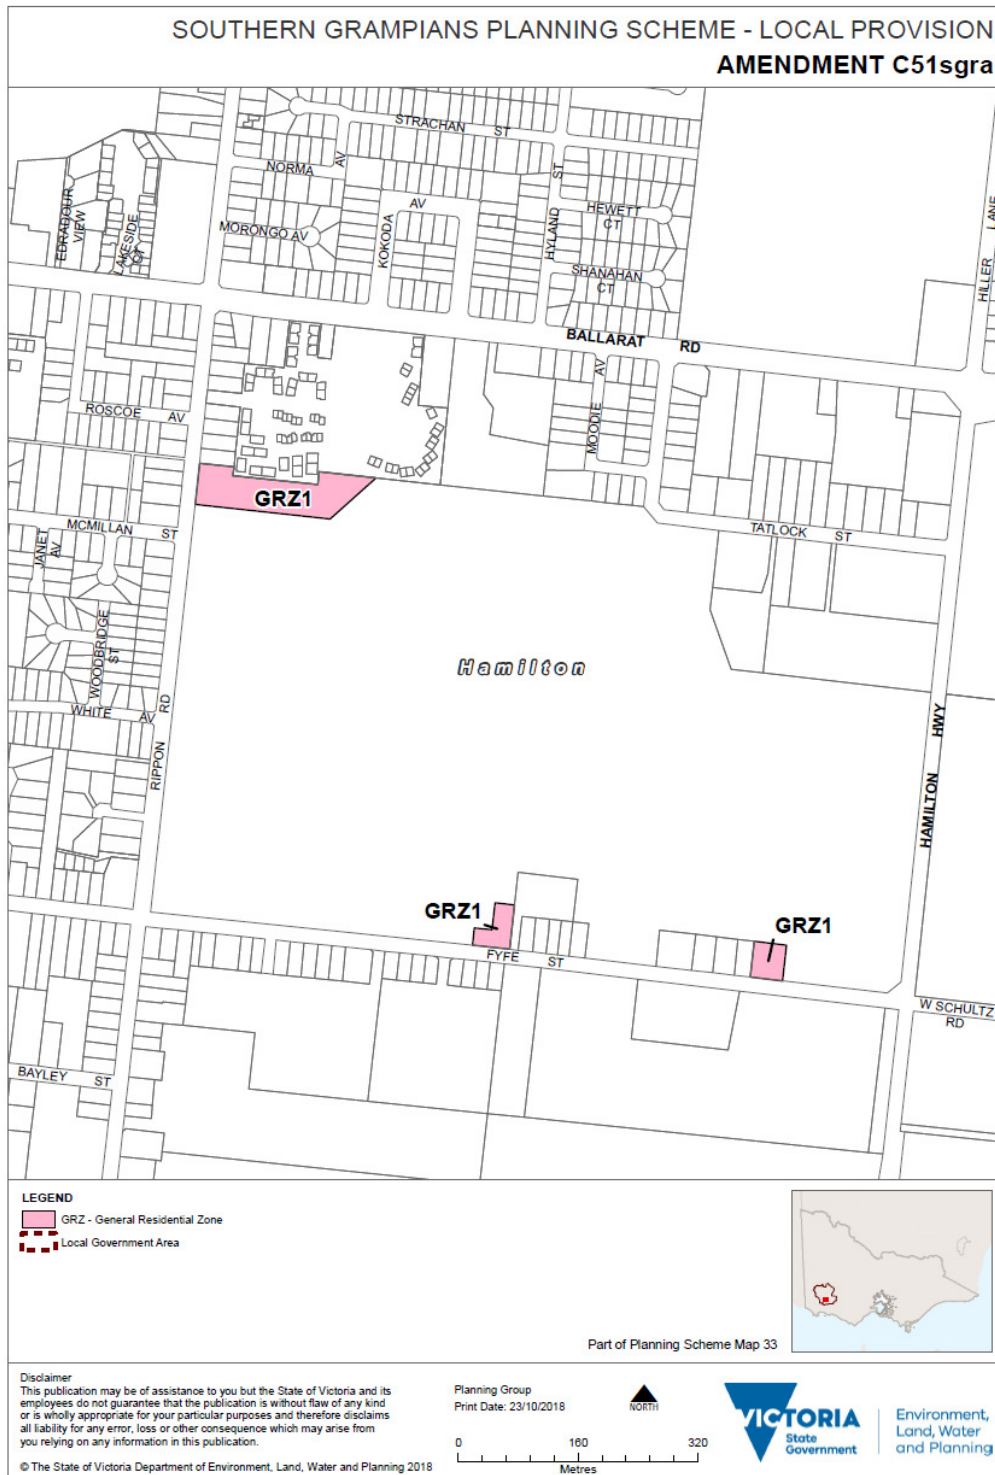 SOUTHERN GRAMPIANS PLANNING SCHEME - LOCAL PROVISION
AMENDMENT C51sgra
STRACHAN ST
NORMA AV
AV
EDRADOUR VIEW
LAKESIDE CT
MORONGO AV
KOKODA
HYLAND ST
HEWETT CT
SHANAHAN CT
HILLER LANE
BALLARAT RD
ROSCOE AV
MOODIE AV
GRZ1
MCMILLAN ST
JANET AV
TATLOCK ST
WOODBRIDGE ST
Hamilton
WHITE AV
RIPPON RD
HAMILTON HWY
GRZ1
GRZ1
FYFE ST
W SCHULTZ RD
BAYLEY ST
LEGEND
GRZ - General Residential Zone
Local Government Area
Part of Planning Scheme Map 33
Disclaimer
This publication may be of assistance to you but the State of Victoria and its
employees do not guarantee that the publication is without flaw of any kind
or is wholly appropriate for your particular purposes and therefore disclaims
all liability for any error, loss or other consequence which may arise from
you relying on any information in this publication.
© The State of Victoria Department of Environment, Land, Water and Planning 2018
Planning Group
Print Date: 23/10/2018
NORTH
0 160 320
Metres
VICTORIA
State
Government
Environment,
Land, Water
and Planning